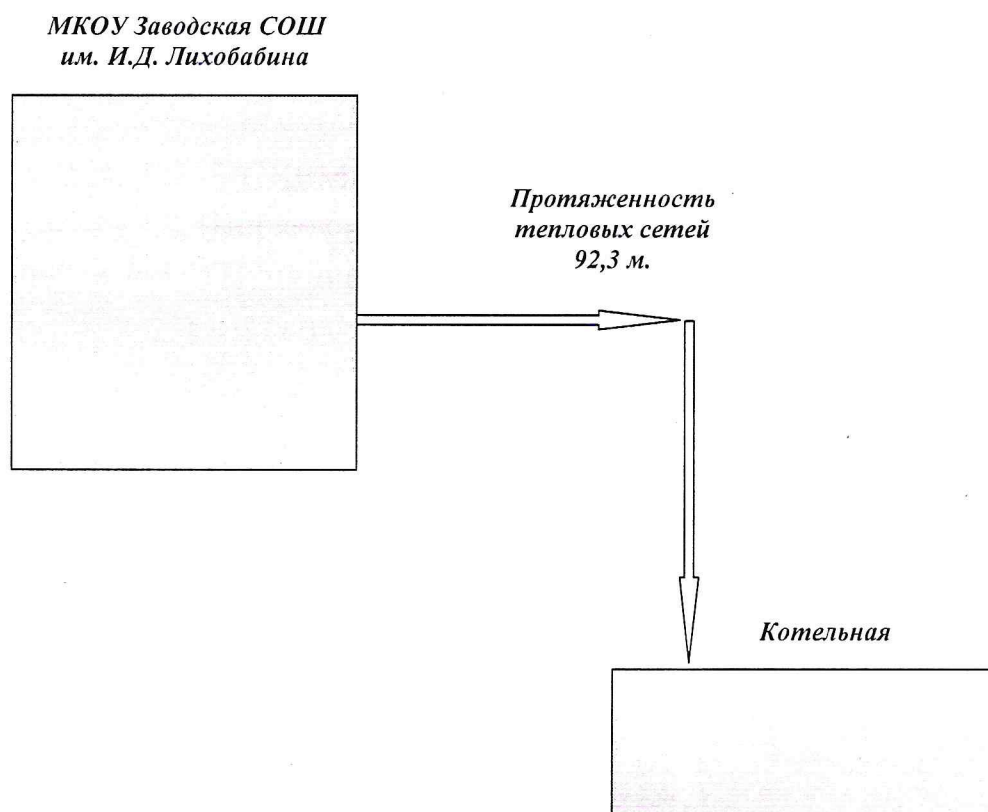 МКОУ Заводская СОШ
им. И.Д. Лихобабина
Протяженность
тепловых сетей
92,3 м.
Котельная